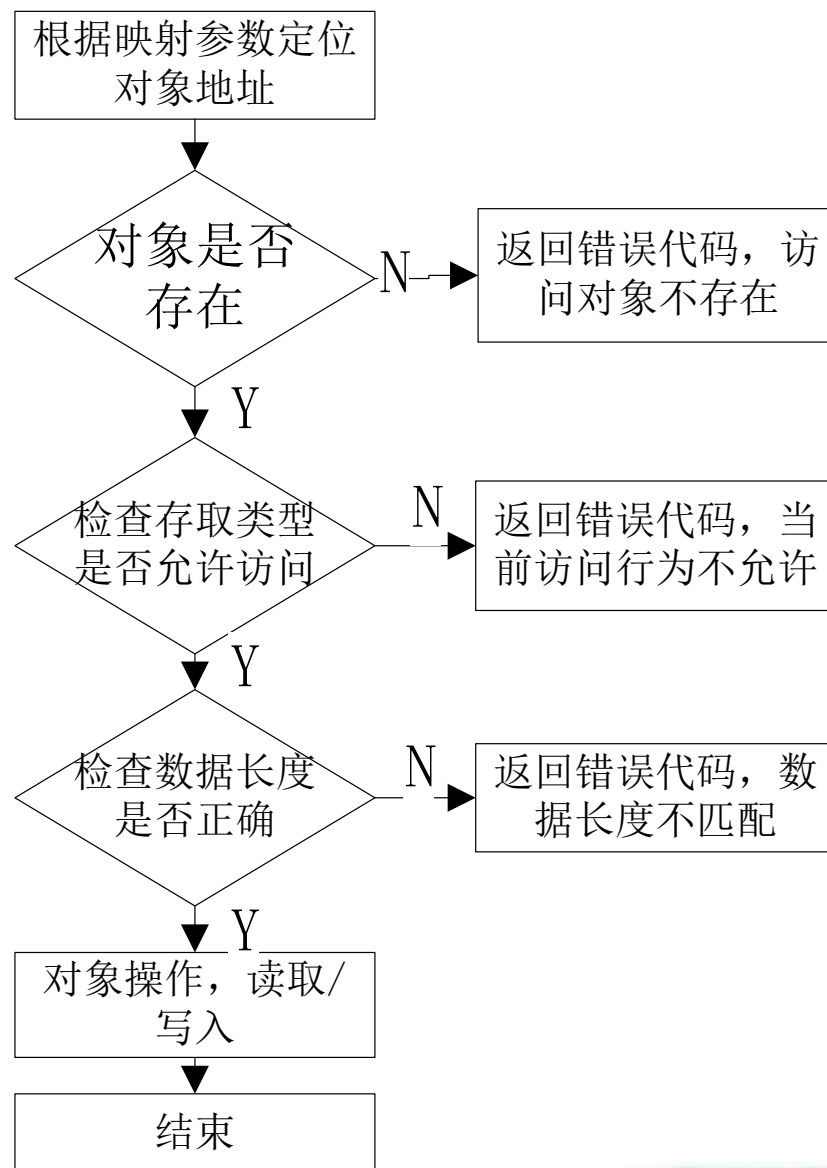 根据映射参数定位
对象地址
对象是否
存在
N
返回错误代码，访
问对象不存在
Y
检查存取类型
是否允许访问
N
返回错误代码，当
前访问行为不允许
Y
检查数据长度
是否正确
N
返回错误代码，数
据长度不匹配
Y
对象操作，读取/
写入
结束